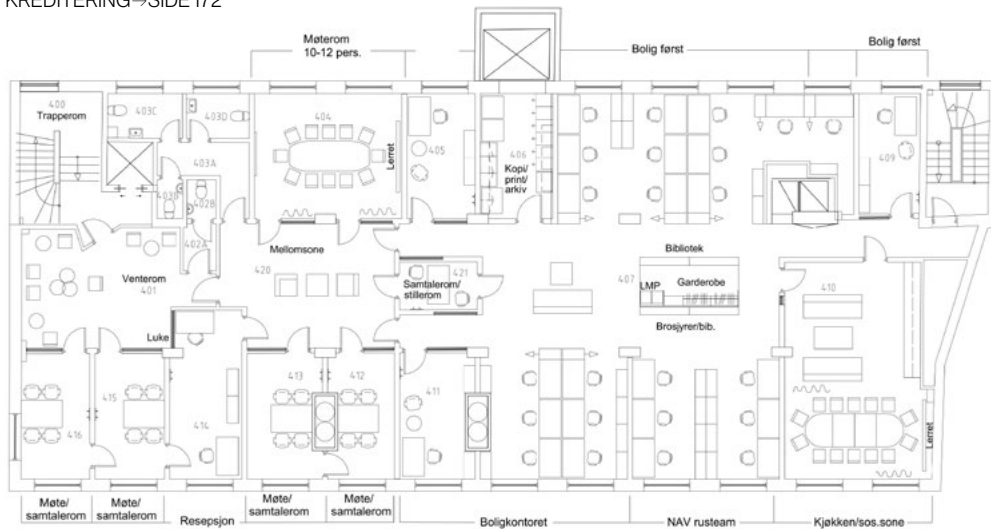 KREDITERING→SIDE 172
Møterom
10-12 pers.
Bolig først
Bolig først
400
Trapperom
403C
403D
404
Lerret
405
406
Kopi/
print/
arkiv
409
403A
403B
402B
402A
Venterom
401
Mellomsone
420
421
Samtalerom/
stillerom
Bibliotek
407
LMP
Garderobe
Brosjyrer/bib.
410
Luke
416
415
414
413
412
411
Lerret
Møte/
samtalerom
Møte/
samtalerom
Resepsjon
Møte/
samtalerom
Møte/
samtalerom
Boligkontoret
NAV rusteam
Kjøkken/sos.sone